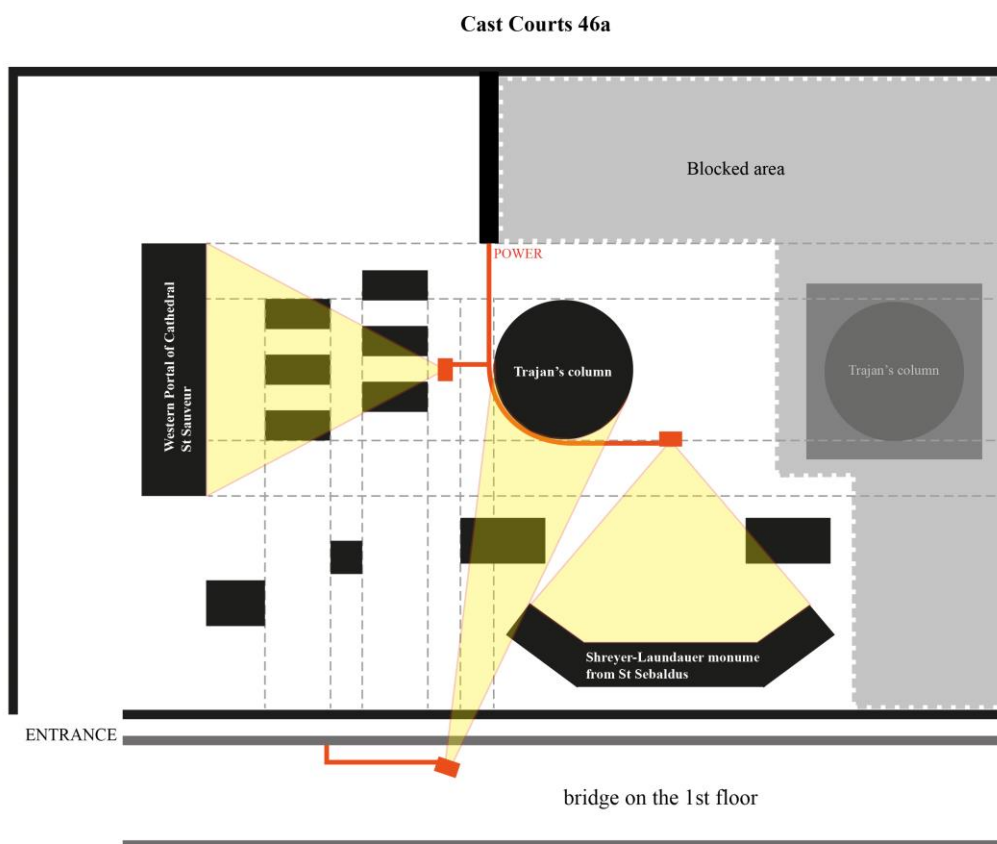 Cast Courts 46a
Blocked area
POWER
Western Portal of Cathedral
St Sauveur
Trajan's column
Trajan's column
Shreyer-Laundauer monume
from St Sebaldus
ENTRANCE
bridge on the 1st floor